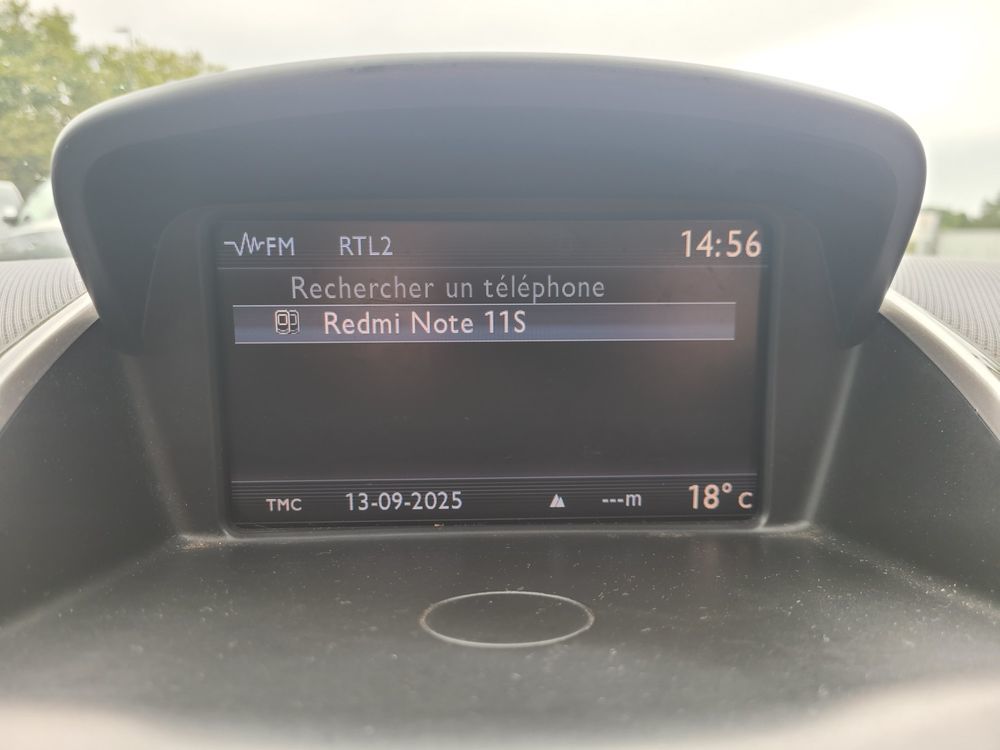 FM RTL2 14:56
Rechercher un téléphone
Redmi Note 11S
TMC 13-09-2025 ---m 18° C